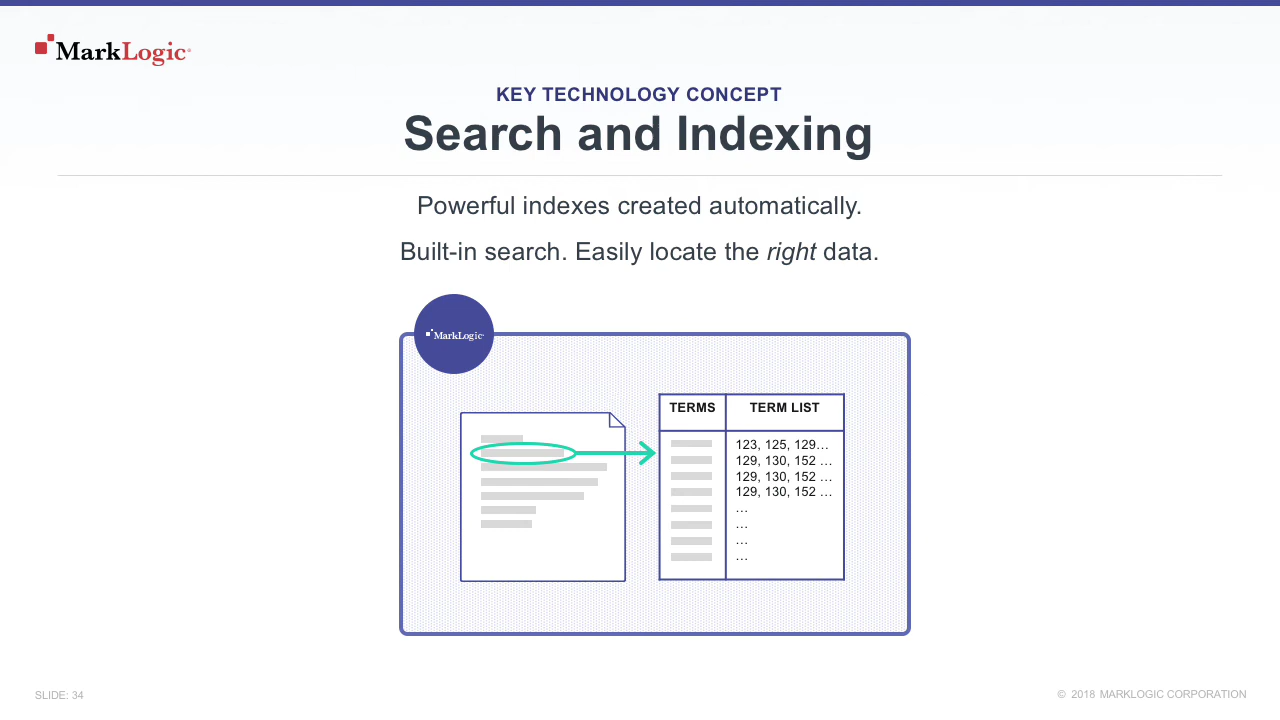 MarkLogic
KEY TECHNOLOGY CONCEPT
Search and Indexing
Powerful indexes created automatically.
Built-in search. Easily locate the right data.
MarkLogic
TERMS TERM LIST
123, 125, 129…
129, 130, 152 …
129, 130, 152 …
129, 130, 152 …
…
…
…
…
SLIDE: 34
© 2018 MARKLOGIC CORPORATION